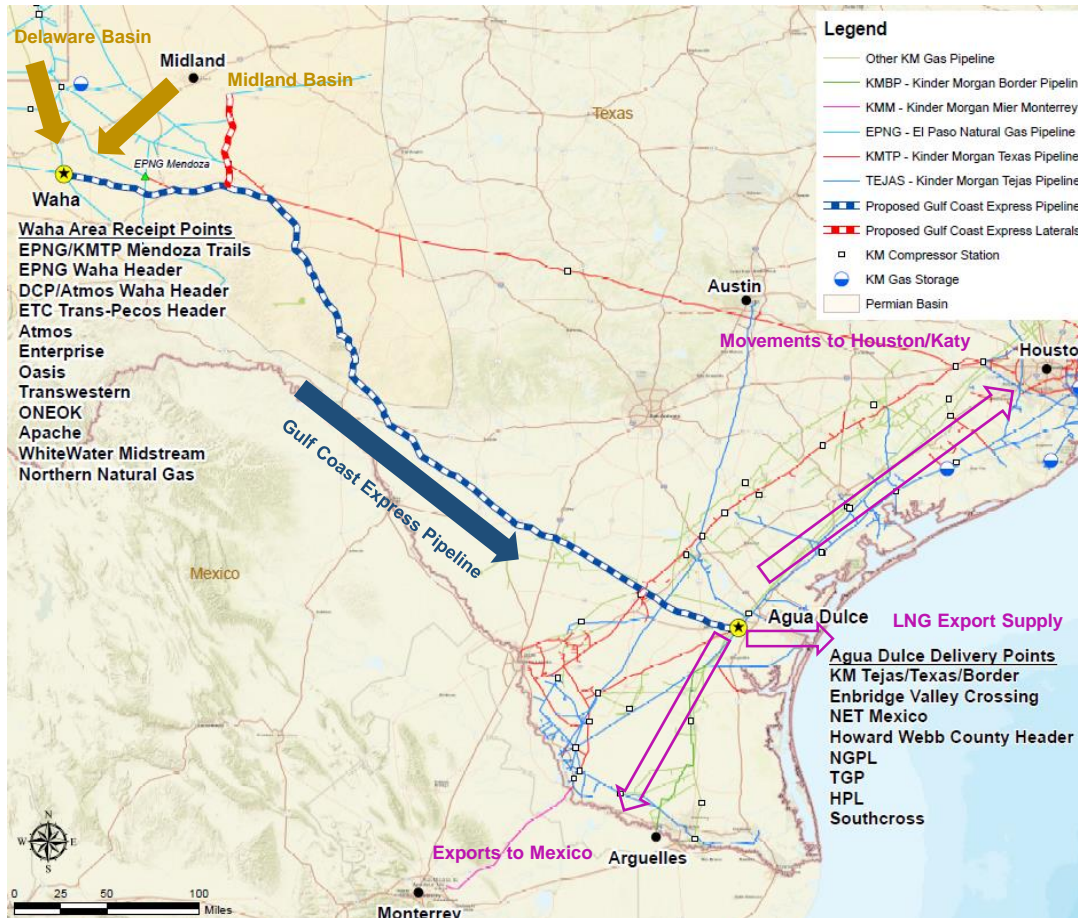 Delaware Basin
Midland
Midland Basin
Texas
EPNG Mendoza
Waha
Waha Area Receipt Points
EPNG/KMTP Mendoza Trails
EPNG Waha Header
DCP/Atmos Waha Header
ETC Trans-Pecos Header
Atmos
Enterprise
Oasis
Transwestern
ONEOK
Apache
WhiteWater Midstream
Northern Natural Gas
Legend
Other KM Gas Pipeline
KMBP - Kinder Morgan Border Pipelin
KMM - Kinder Morgan Mier Monterrey
EPNG - El Paso Natural Gas Pipeline
KMTP - Kinder Morgan Texas Pipeline
TEJAS - Kinder Morgan Tejas Pipeline
Proposed Gulf Coast Express Pipeline
Proposed Gulf Coast Express Laterals
KM Compressor Station
KM Gas Storage
Permian Basin
Austin
Movements to Houston/Katy
Housto
Gulf Coast Express Pipeline
Mexico
Agua Dulce
LNG Export Supply
Agua Dulce Delivery Points
KM Tejas/Texas/Border
Enbridge Valley Crossing
NET Mexico
Howard Webb County Header
NGPL
TGP
HPL
Southcross
Exports to Mexico
Arguelles
Monterrey
N
W E
S
0 25 50 100
Miles